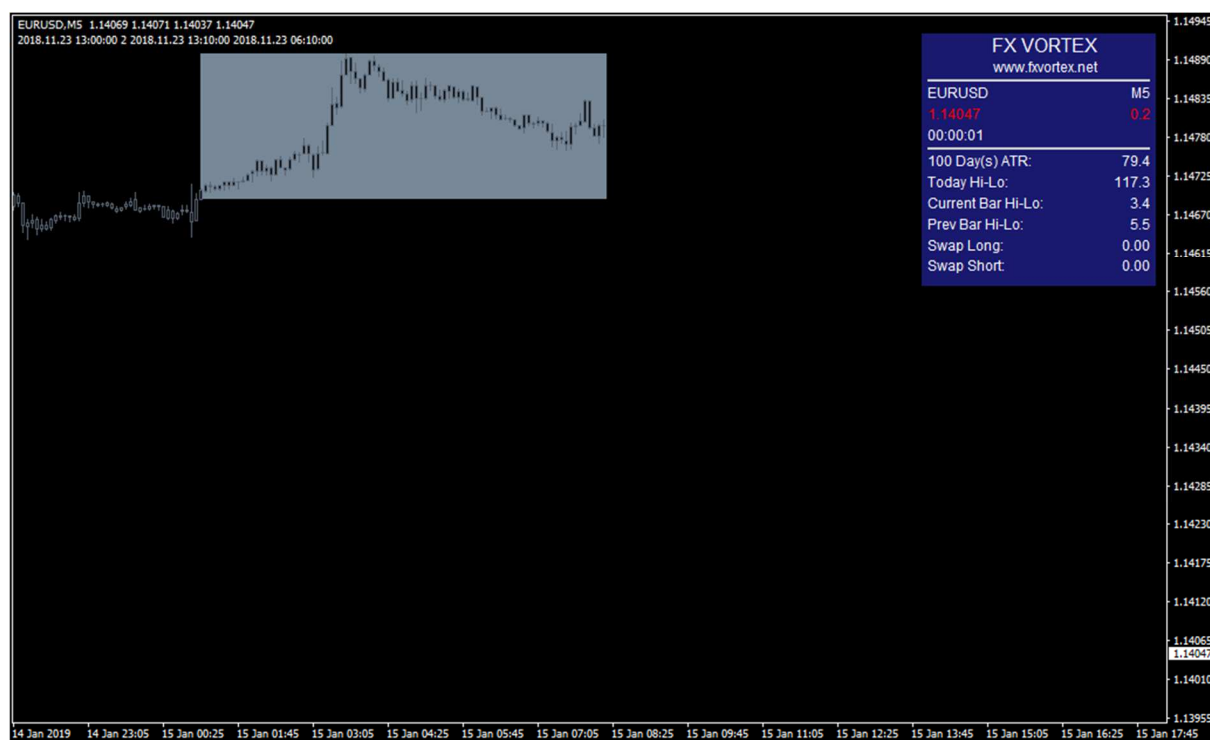 EURUSD,M5 1.14069 1.14071 1.14037 1.14047
2018.11.23 13:00:00 2 2018.11.23 13:10:00 2018.11.23 06:10:00
FX VORTEX
www.fxvortex.net
EURUSD M5
1.14047 0.2
00:00:01
100 Day(s) ATR: 79.4
Today Hi-Lo: 117.3
Current Bar Hi-Lo: 3.4
Prev Bar Hi-Lo: 5.5
Swap Long: 0.00
Swap Short: 0.00
1.14945
1.14890
1.14835
1.14780
1.14725
1.14670
1.14615
1.14560
1.14505
1.14450
1.14395
1.14340
1.14285
1.14230
1.14175
1.14120
1.14065
1.14047
1.14010
1.13955
14 Jan 2019 14 Jan 23:05 15 Jan 00:25 15 Jan 01:45 15 Jan 03:05 15 Jan 04:25 15 Jan 05:45 15 Jan 07:05 15 Jan 08:25 15 Jan 09:45 15 Jan 11:05 15 Jan 12:25 15 Jan 13:45 15 Jan 15:05 15 Jan 16:25 15 Jan 17:45